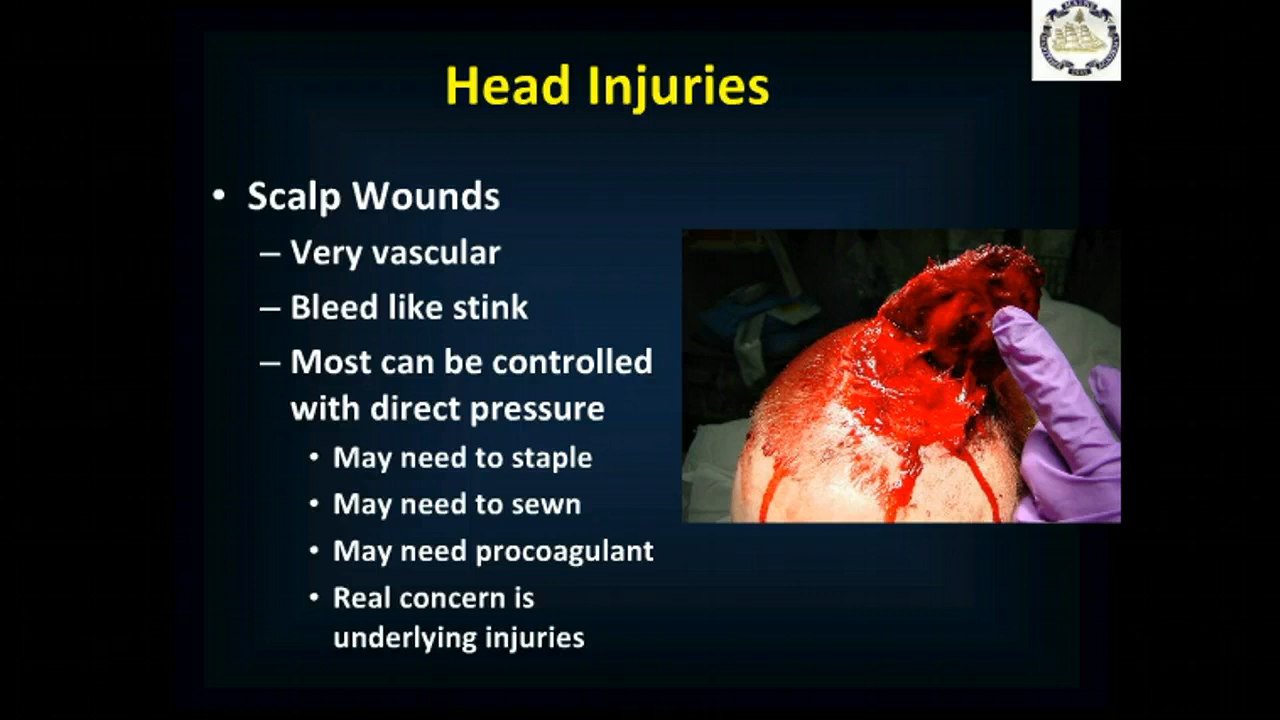 Head Injuries
• Scalp Wounds
– Very vascular
– Bleed like stink
– Most can be controlled
with direct pressure
• May need to staple
• May need to sewn
• May need procoagulant
• Real concern is
underlying injuries